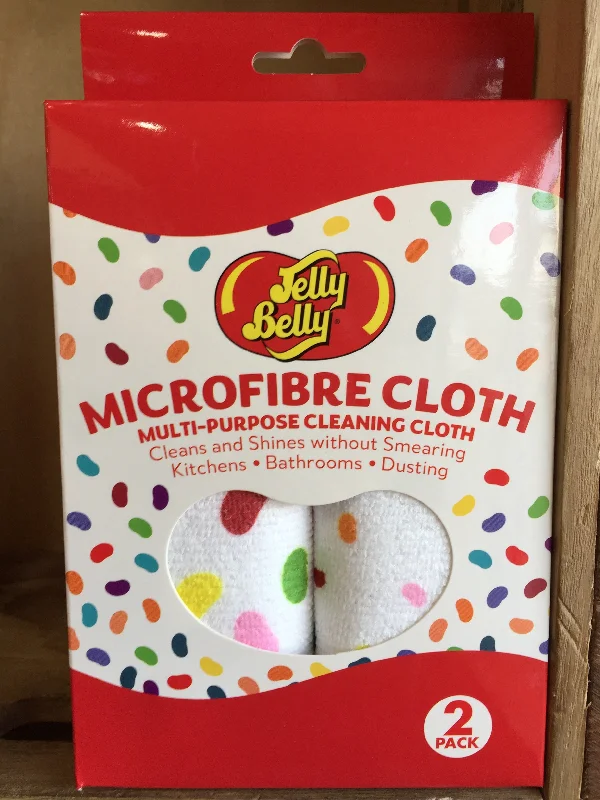 Jelly
Belly®
MICROFIBRE CLOTH
MULTI-PURPOSE CLEANING CLOTH
Cleans and Shines without Smearing
Kitchens • Bathrooms • Dusting
2
PACK